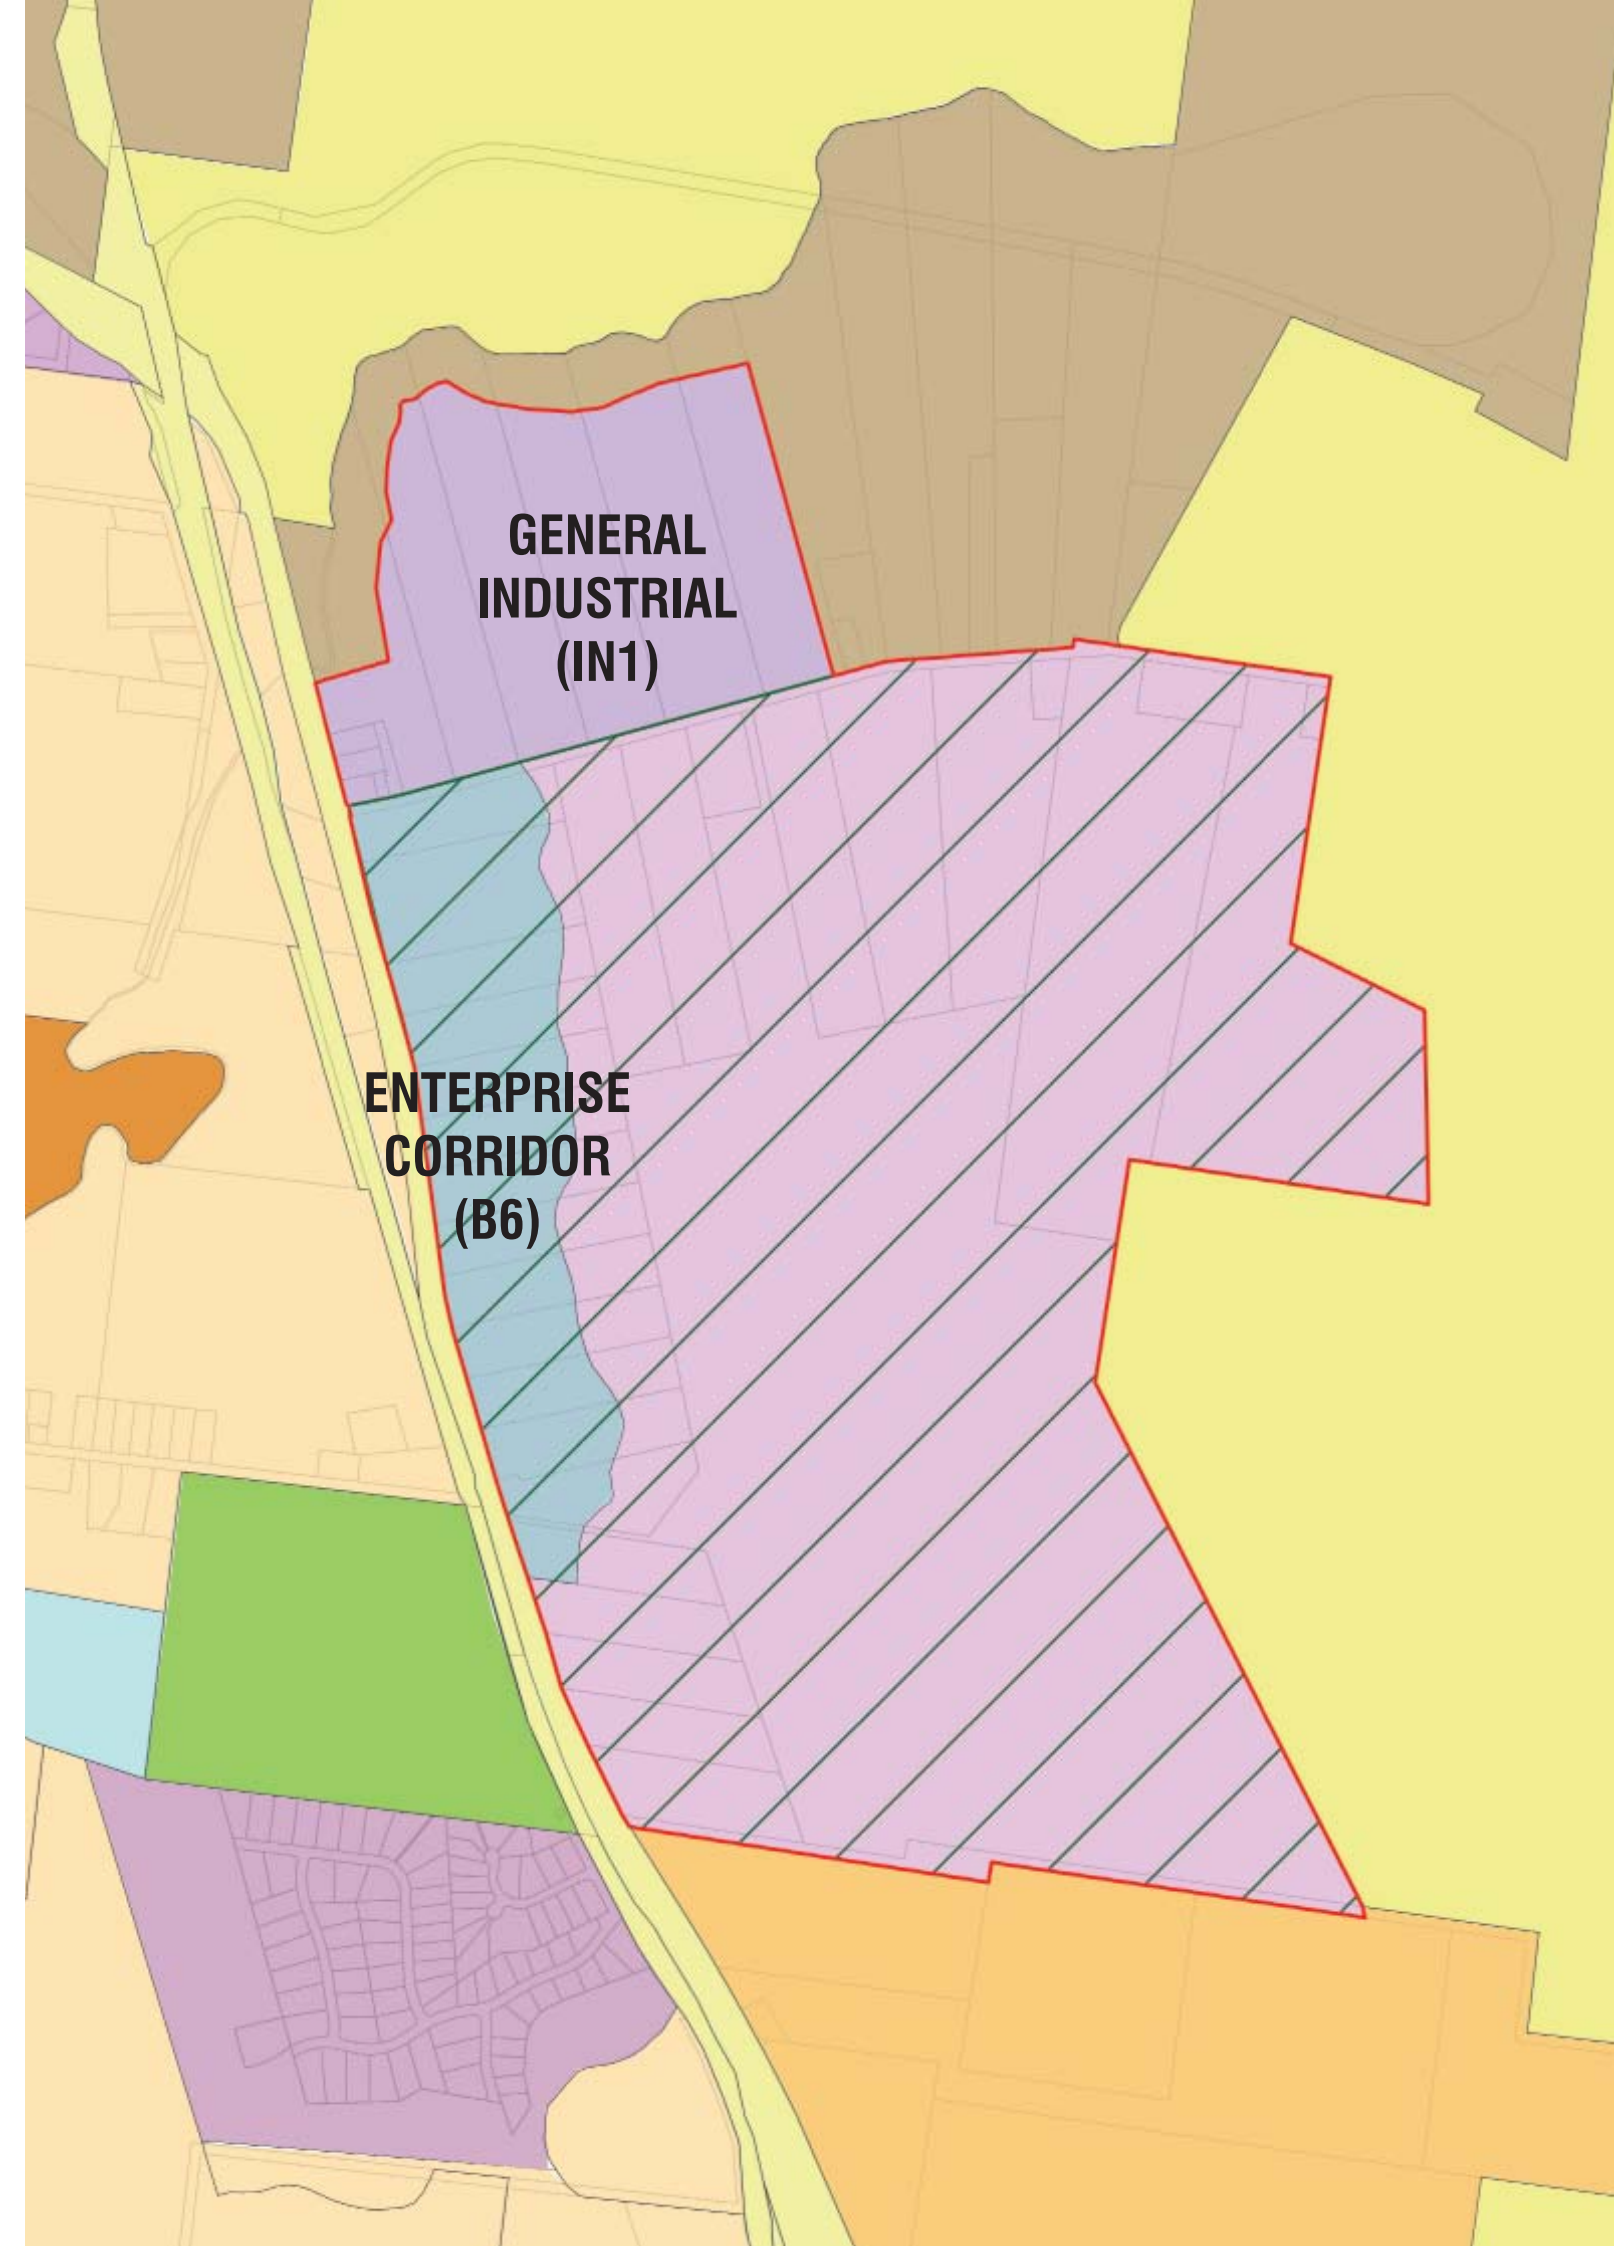 GENERAL
INDUSTRIAL
(IN1)
ENTERPRISE
CORRIDOR
(B6)